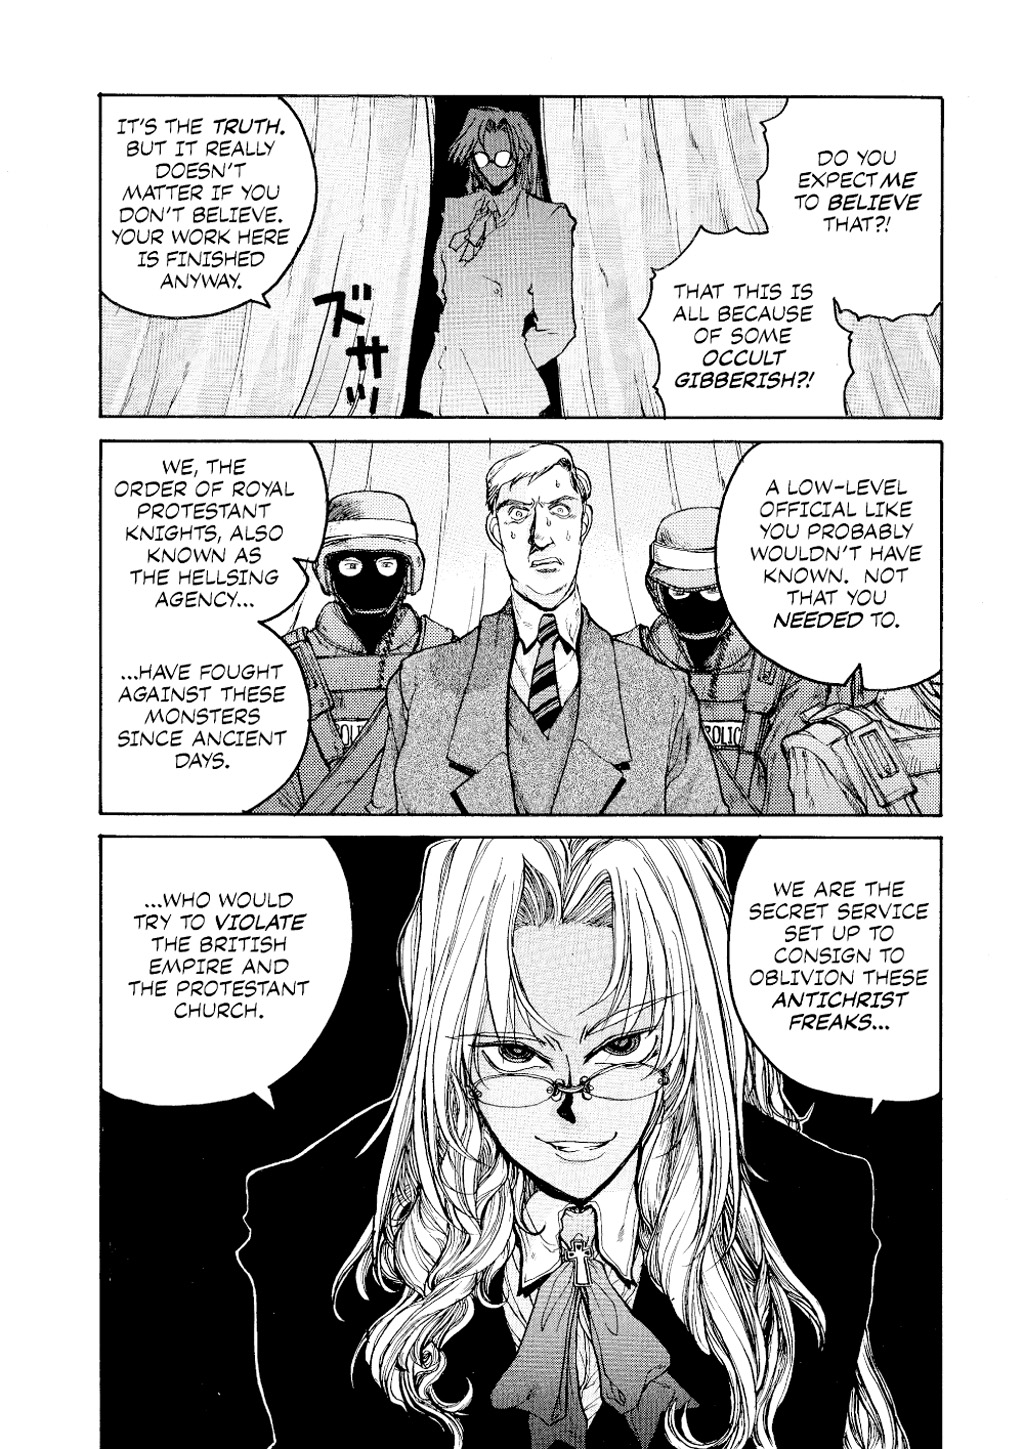 DO YOU
EXPECT ME
TO BELIEVE
THAT?!
THAT THIS IS
ALL BECAUSE
OF SOME
OCCULT
GIBBERISH?!
IT'S THE TRUTH.
BUT IT REALLY
DOESN'T
MATTER IF YOU
DON'T BELIEVE.
YOUR WORK HERE
IS FINISHED
ANYWAY.
ズサッ
A LOW-LEVEL
OFFICIAL LIKE
YOU PROBABLY
WOULDN'T HAVE
KNOWN. NOT
THAT YOU
NEEDED TO.
WE, THE
ORDER OF ROYAL
PROTESTANT
KNIGHTS, ALSO
KNOWN AS
THE HELLSING
AGENCY...
...HAVE FOUGHT
AGAINST THESE
MONSTERS
SINCE ANCIENT
DAYS.
OLIC
OLIC
WE ARE THE
SECRET SERVICE
SET UP TO
CONSIGN TO
OBLIVION THESE
ANTICHRIST
FREAKS...
...WHO WOULD
TRY TO VIOLATE
THE BRITISH
EMPIRE AND
THE PROTESTANT
CHURCH.